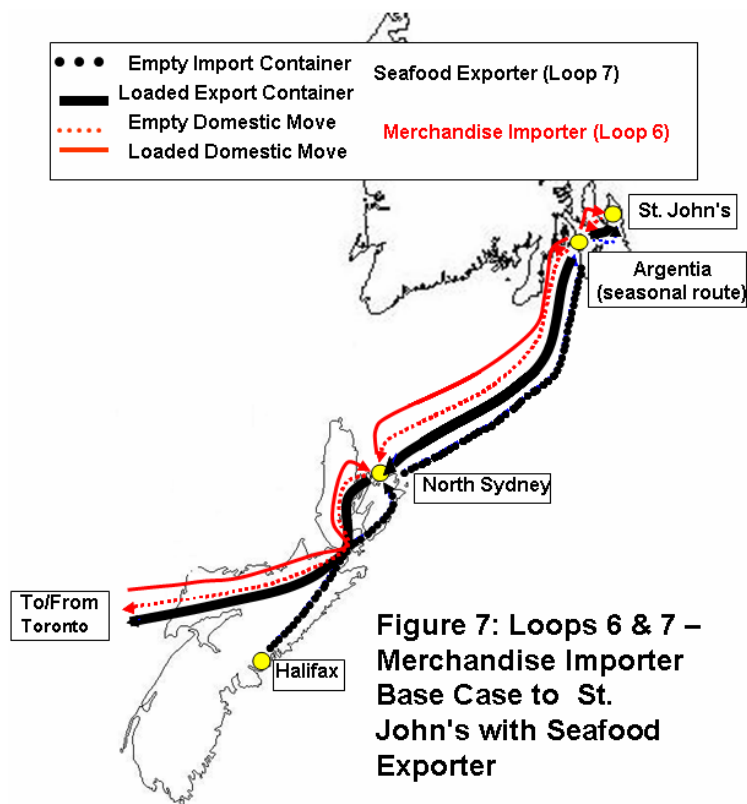 Empty Import Container
Loaded Export Container
Empty Domestic Move
Loaded Domestic Move
Seafood Exporter (Loop 7)
Merchandise Importer (Loop 6)
St. John's
Argentia
(seasonal route)
North Sydney
To/From
Toronto
Halifax
Figure 7: Loops 6 & 7 –
Merchandise Importer
Base Case to St.
John's with Seafood
Exporter